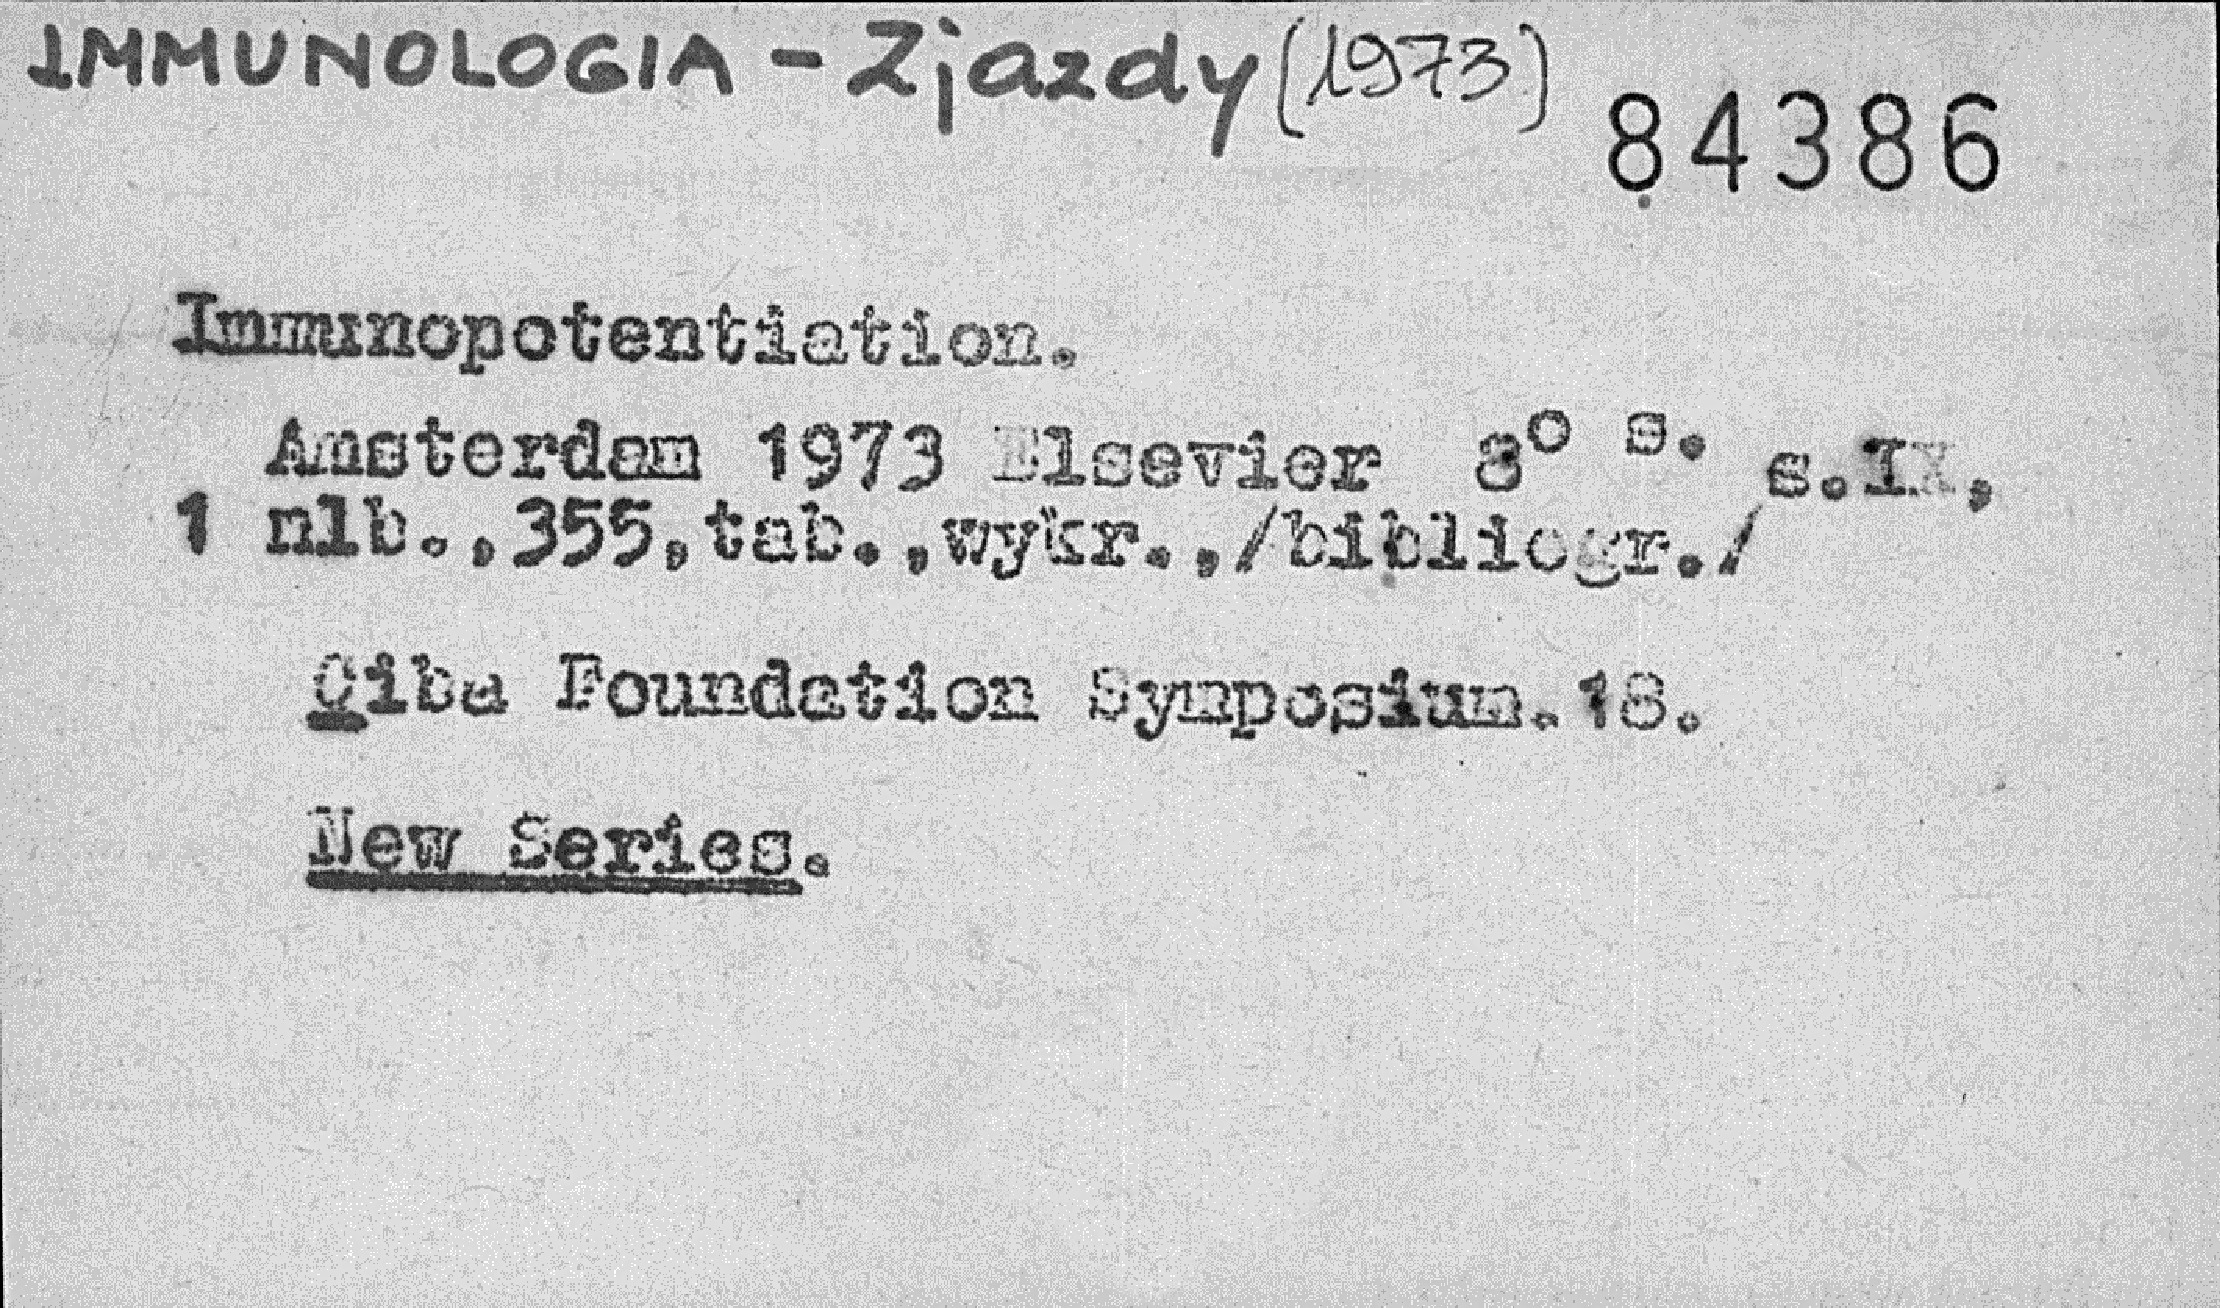 IMMUNOLOGIA - Zjazdy (1973)
84386
Immunopotentiation.
Amsterdam 1973 Elsevier 8° s. s.IX,
1 nlb.,355,tab.,wykr.,/bibliogr./
Ciba Foundation Symposium. 18.
New Series.